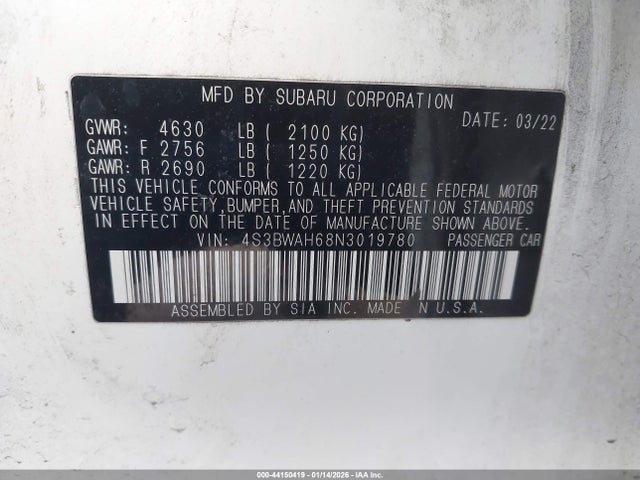 MFD BY SUBARU CORPORATION
DATE: 03/22
GVWR: 4630 LB ( 2100 KG)
GAWR: F 2756 LB ( 1250 KG)
GAWR: R 2690 LB ( 1220 KG)
THIS VEHICLE CONFORMS TO ALL APPLICABLE FEDERAL MOTOR
VEHICLE SAFETY, BUMPER, AND THEFT PREVENTION STANDARDS
IN EFFECT ON THE DATE OF MANUFACTURE SHOWN ABOVE.
VIN: 4S3BWAH68N3019780 PASSENGER CAR
ASSEMBLED BY SIA INC. MADE N U.S.A.
000-44150419 - 01/14/2026 - IAA Inc.